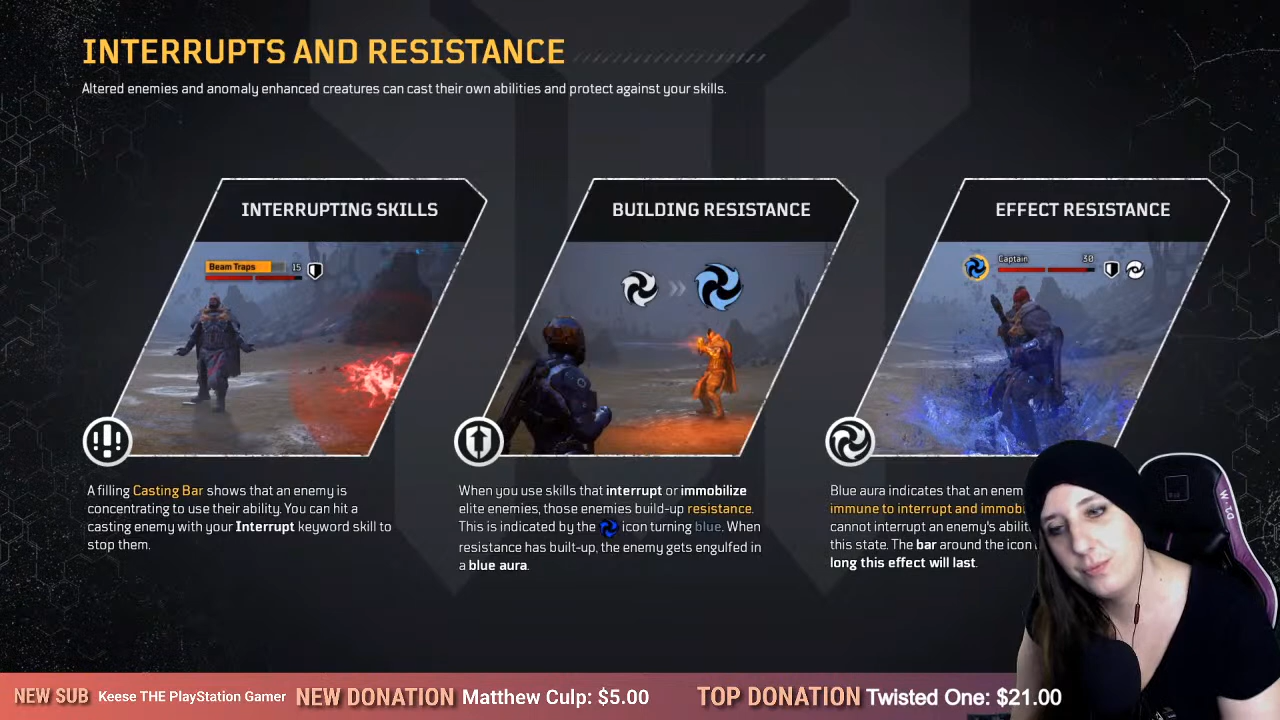 INTERRUPTS AND RESISTANCE
Altered enemies and anomaly enhanced creatures can cast their own abilities and protect against your skills.
INTERRUPTING SKILLS
Beam Traps 15
A filling Casting Bar shows that an enemy is
concentrating to use their ability. You can hit a
casting enemy with your Interrupt keyword skill to
stop them.
BUILDING RESISTANCE
When you use skills that interrupt or immobilize
elite enemies, those enemies build-up resistance.
This is indicated by the icon turning blue. When
resistance has built-up, the enemy gets engulfed in
a blue aura.
EFFECT RESISTANCE
Captain 30
Blue aura indicates that an enem
immune to interrupt and immobi
cannot interrupt an enemy's abilit
this state. The bar around the icon
long this effect will last.
NEW SUB Keese THE PlayStation Gamer NEW DONATION Matthew Culp: $5.00 TOP DONATION Twisted One: $21.00